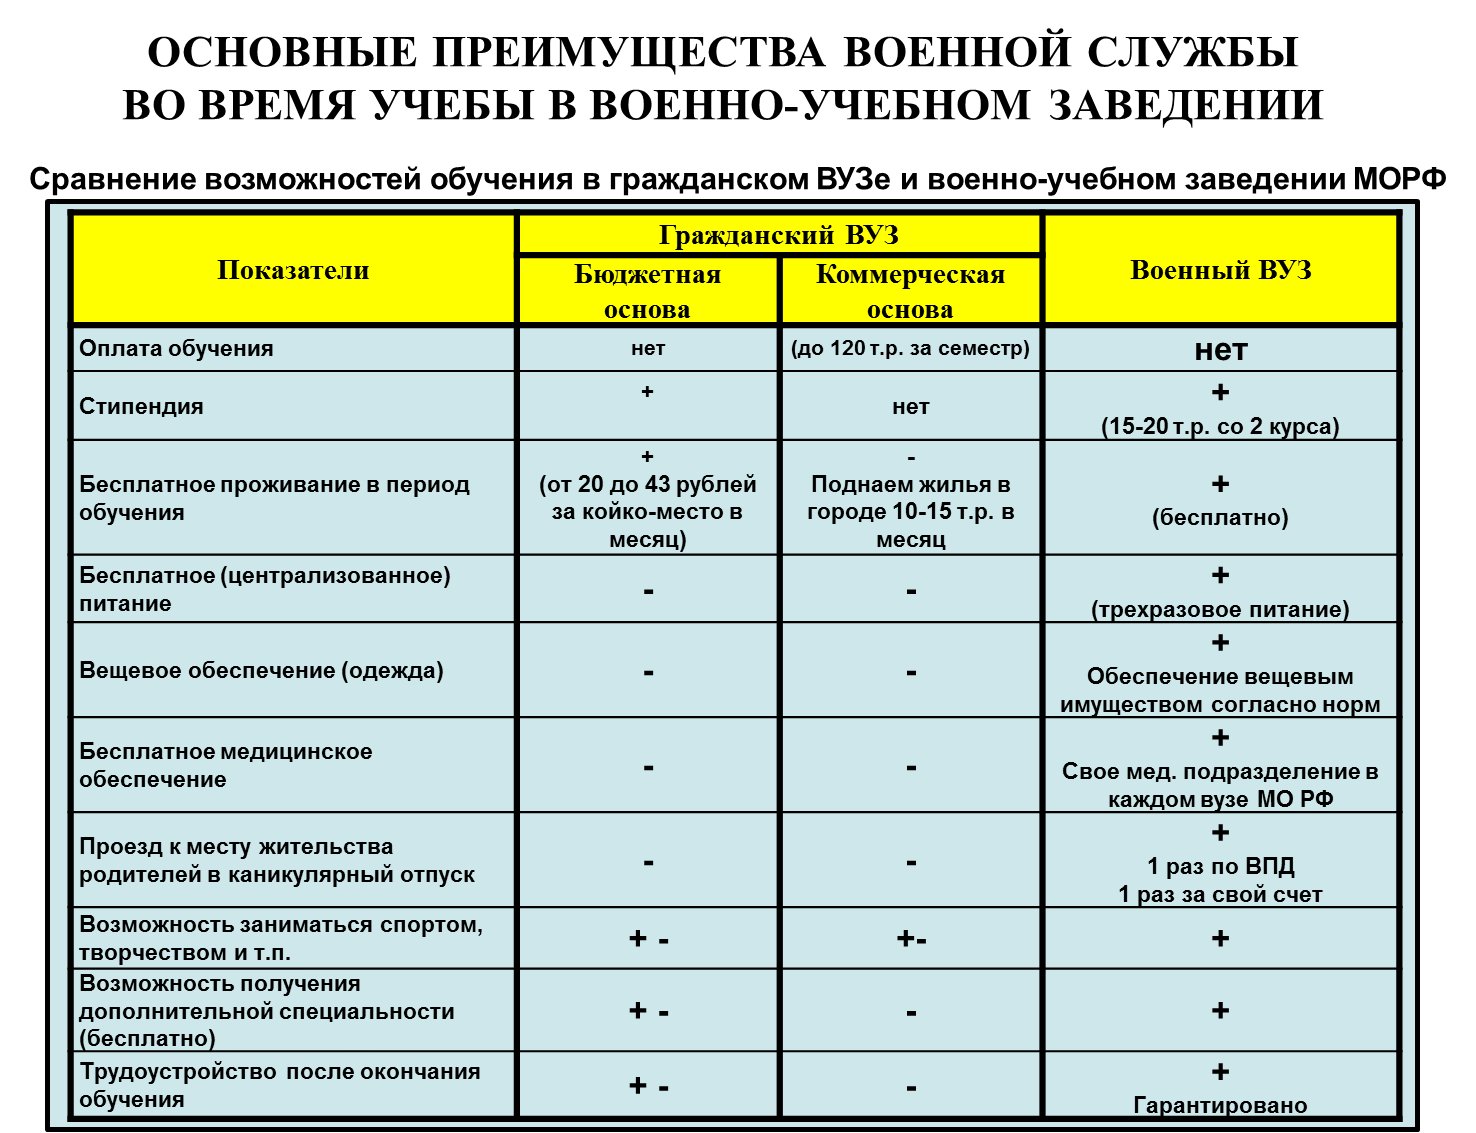 ОСНОВНЫЕ ПРЕИМУЩЕСТВА ВОЕННОЙ СЛУЖБЫ
ВО ВРЕМЯ УЧЕБЫ В ВОЕННО-УЧЕБНОМ ЗАВЕДЕНИИ
Сравнение возможностей обучения в гражданском ВУЗе и военно-учебном заведении МОРФ
Показатели
Гражданский ВУЗ
Военный ВУЗ
Бюджетная
основа
Коммерческая
основа
Оплата обучения
нет
(до 120 т.р. за семестр)
нет
Стипендия
+
нет
+
(15-20 т.р. со 2 курса)
Бесплатное проживание в период
обучения
+
(от 20 до 43 рублей
за койко-место в
месяц)
-
Поднаем жилья в
городе 10-15 т.р. в
месяц
+
(бесплатно)
Бесплатное (централизованное)
питание
-
-
+
(трехразовое питание)
Вещевое обеспечение (одежда)
-
-
+
Обеспечение вещевым
имуществом согласно норм
Бесплатное медицинское
обеспечение
-
-
+
Свое мед. подразделение в
каждом вузе МО РФ
Проезд к месту жительства
родителей в каникулярный отпуск
-
-
+
1 раз по ВПД
1 раз за свой счет
Возможность заниматься спортом,
творчеством и т.п.
+ -
+-
+
Возможность получения
дополнительной специальности
(бесплатно)
+ -
-
+
Трудоустройство после окончания
обучения
+ -
-
+
Гарантировано